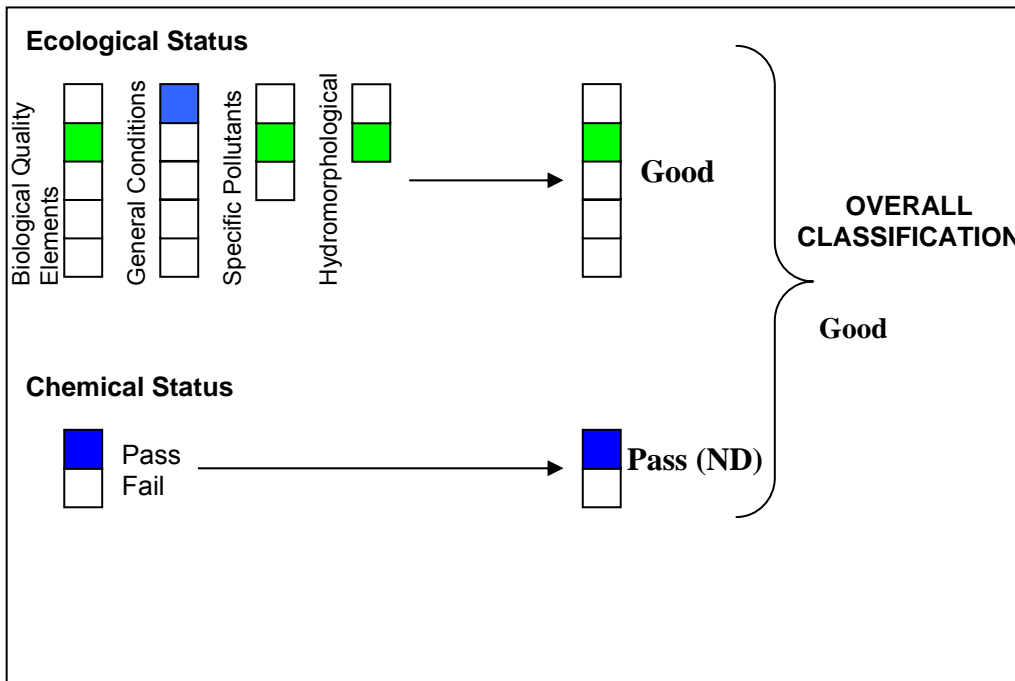 Ecological Status
Biological Quality
Elements
General Conditions
Specific Pollutants
Hydromorphological
Good
OVERALL
CLASSIFICATION
Good
Chemical Status
Pass
Fail
Pass (ND)